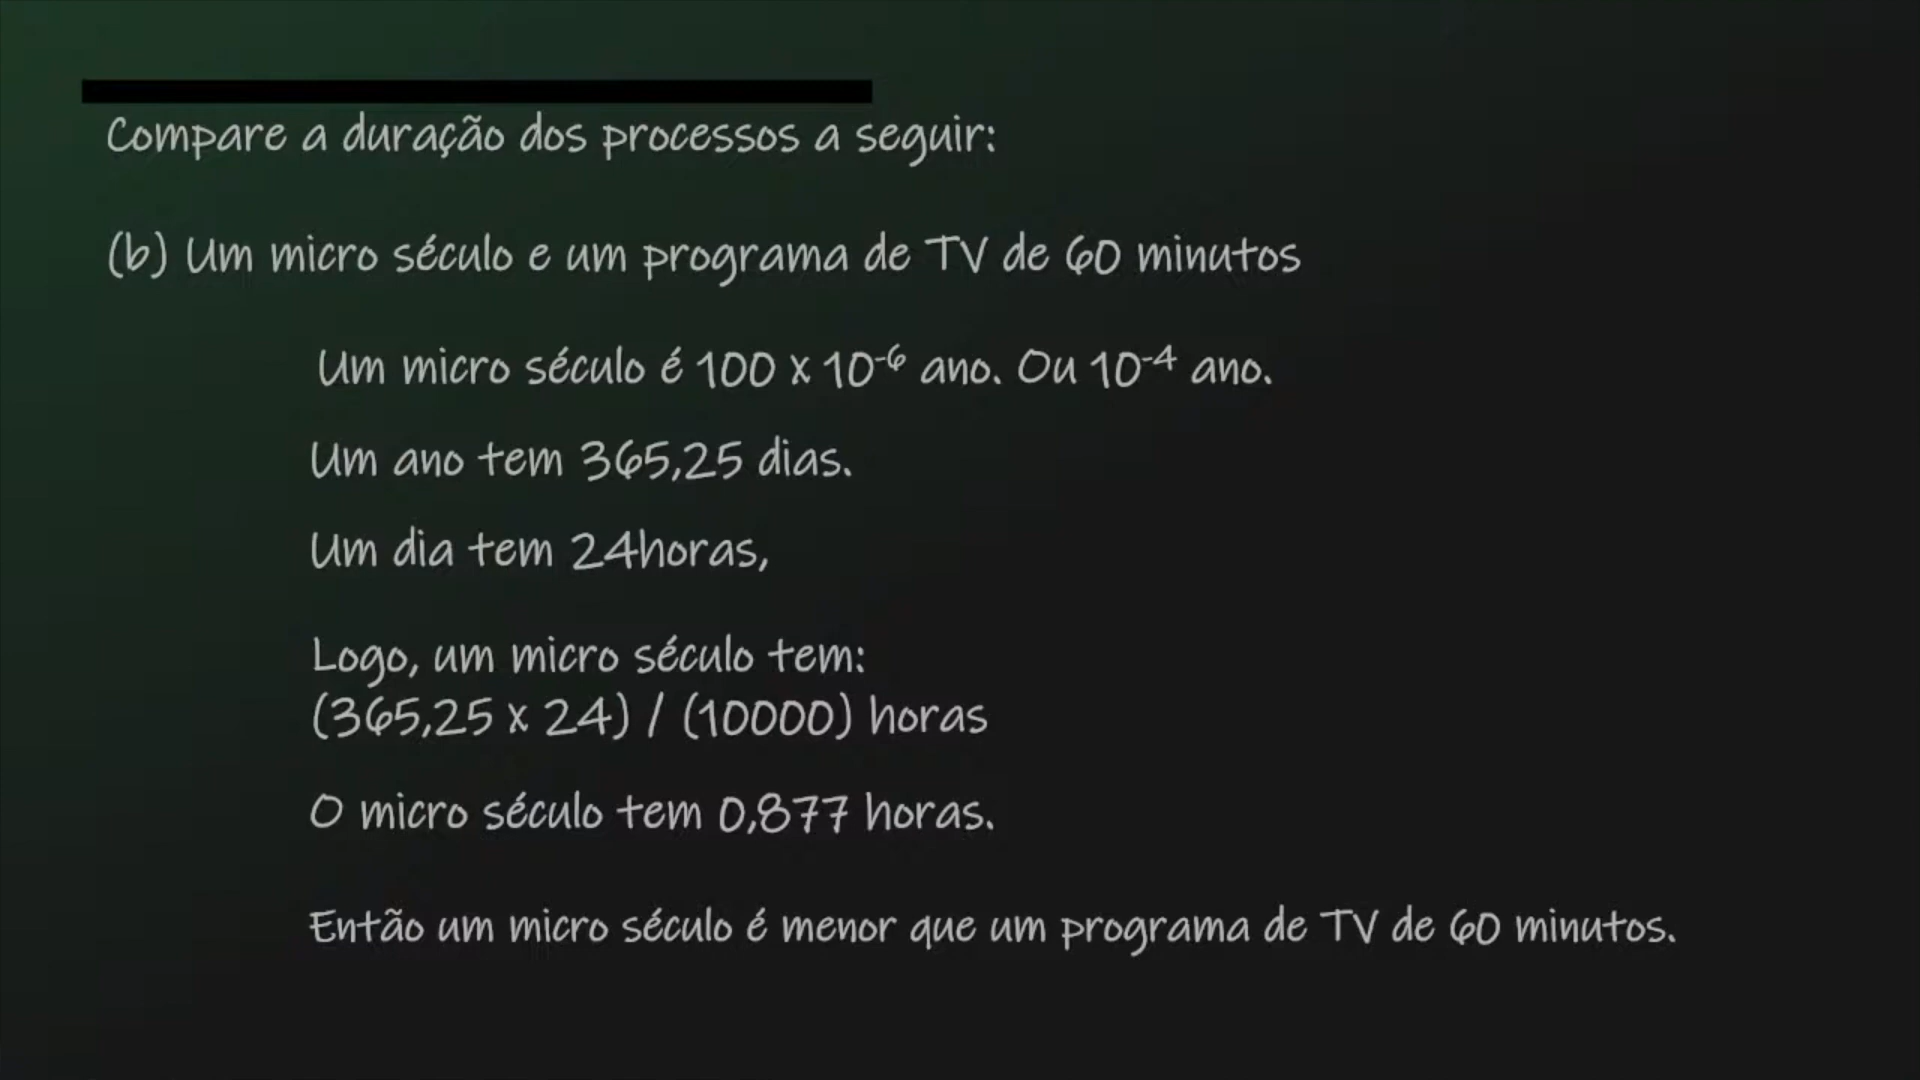 Compare a duração dos processos a seguir:
(b) Um micro século e um programa de TV de 60 minutos
Um micro século é 100 x 10⁻⁶ ano. Ou 10⁻⁴ ano.
Um ano tem 365,25 dias.
Um dia tem 24horas,
Logo, um micro século tem:
(365,25 x 24) / (10000) horas
O micro século tem 0,877 horas.
Então um micro século é menor que um programa de TV de 60 minutos.